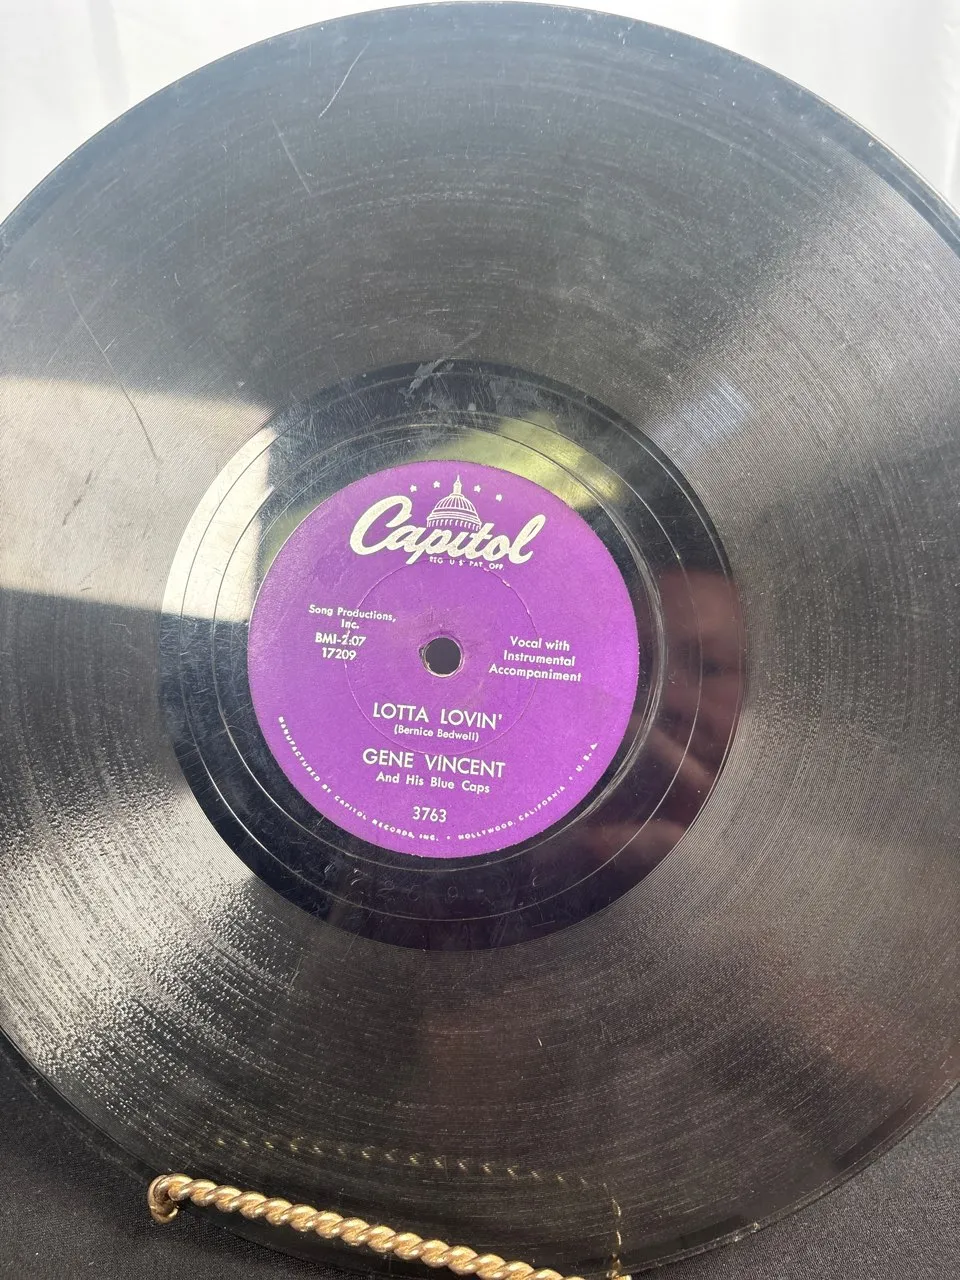 Capitol
REG. U.S. PAT. OFF.
Song Productions,
Inc.
BMI-2:07
17209
Vocal with
Instrumental
Accompaniment
LOTTA LOVIN'
(Bernice Bedwell)
GENE VINCENT
And His Blue Caps
3763
MANUFACTURED BY CAPITOL RECORDS, INC. • HOLLYWOOD, CALIFORNIA • U.S.A.